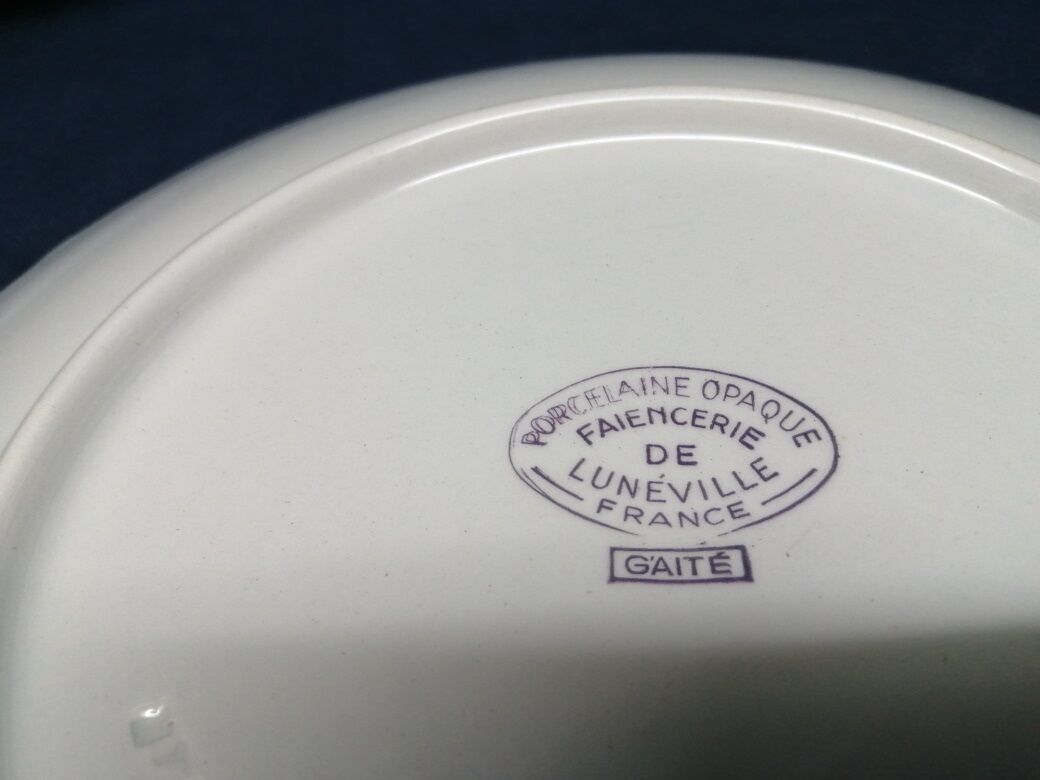 PORCELAINE OPAQUE
FAIENCERIE
DE
LUNÉVILLE
FRANCE
GAITÉ